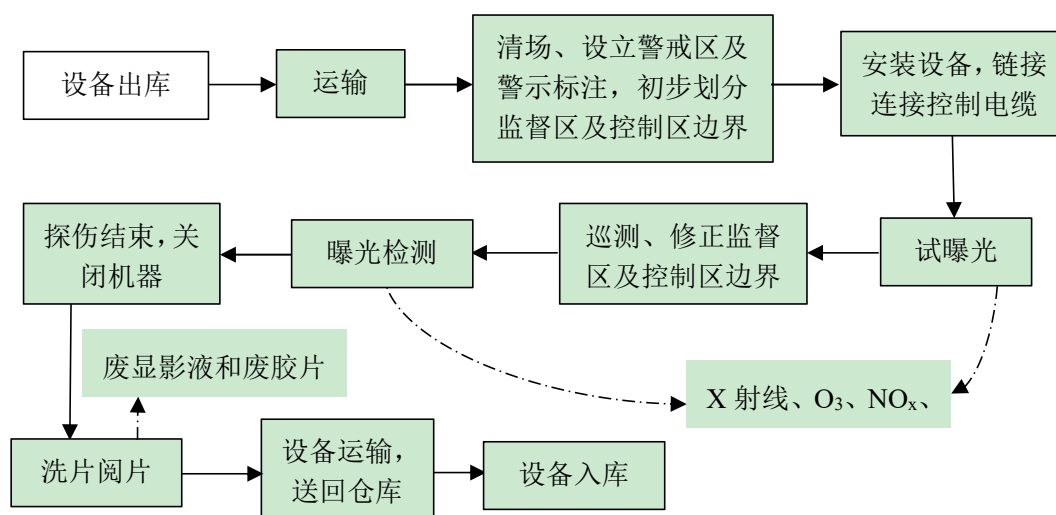 设备出库
运输
清场、设立警戒区及
警示标注，初步划分
监督区及控制区边界
安装设备，链接
连接控制电缆
试曝光
巡测、修正监督
区及控制区边界
曝光检测
探伤结束，关
闭机器
废显影液和废胶片
X 射线、O₃、NOₓ、
洗片阅片
设备运输，
送回仓库
设备入库